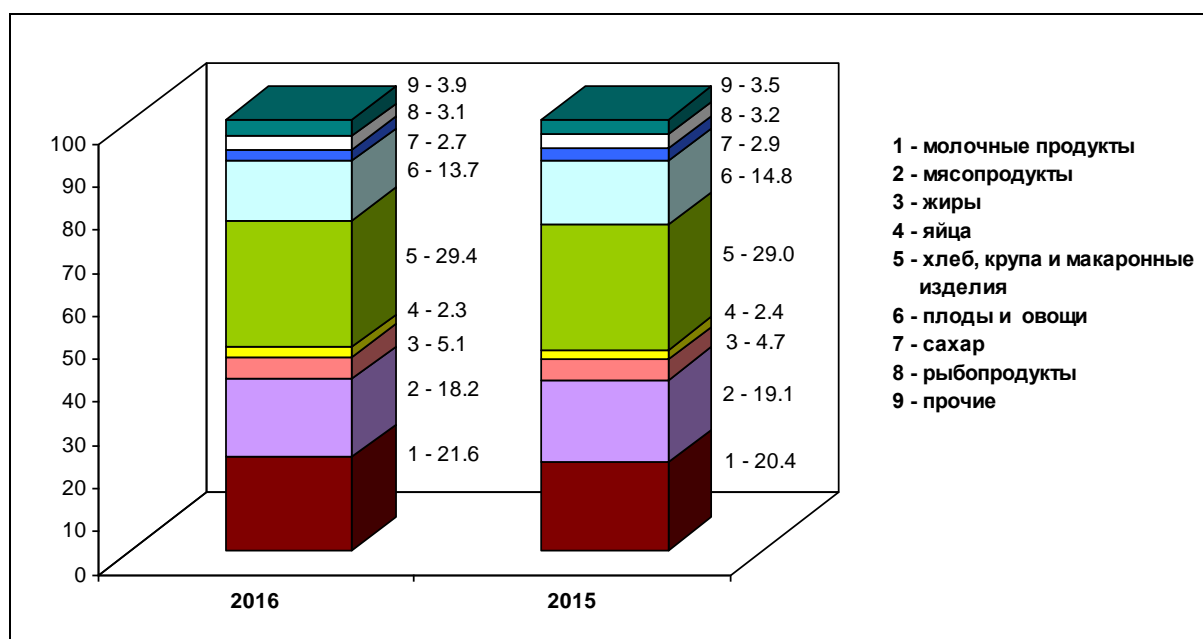 9 - 3.9
8 - 3.1
7 - 2.7
6 - 13.7
5 - 29.4
4 - 2.3
3 - 5.1
2 - 18.2
1 - 21.6
9 - 3.5
8 - 3.2
7 - 2.9
6 - 14.8
5 - 29.0
4 - 2.4
3 - 4.7
2 - 19.1
1 - 20.4
100
90
80
70
60
50
40
30
20
10
0
2016
2015
1 - молочные продукты
2 - мясопродукты
3 - жиры
4 - яйца
5 - хлеб, крупа и макаронные
изделия
6 - плоды и овощи
7 - сахар
8 - рыбопродукты
9 - прочие